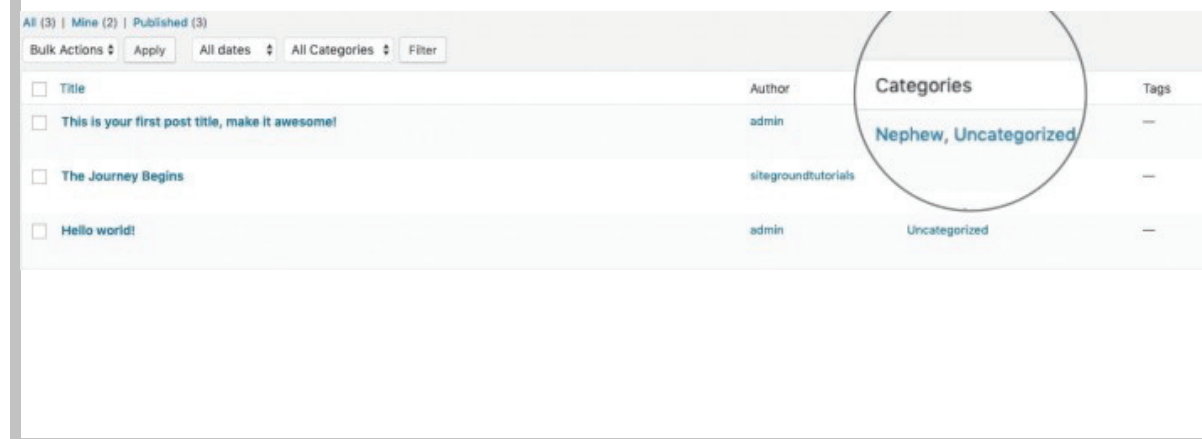 All (3) | Mine (2) | Published (3)
Bulk Actions Apply All dates All Categories Filter
Title Author Categories Tags
This is your first post title, make it awesome! admin Nephew, Uncategorized —
The Journey Begins sitegroundtutorials —
Hello world! admin Uncategorized —